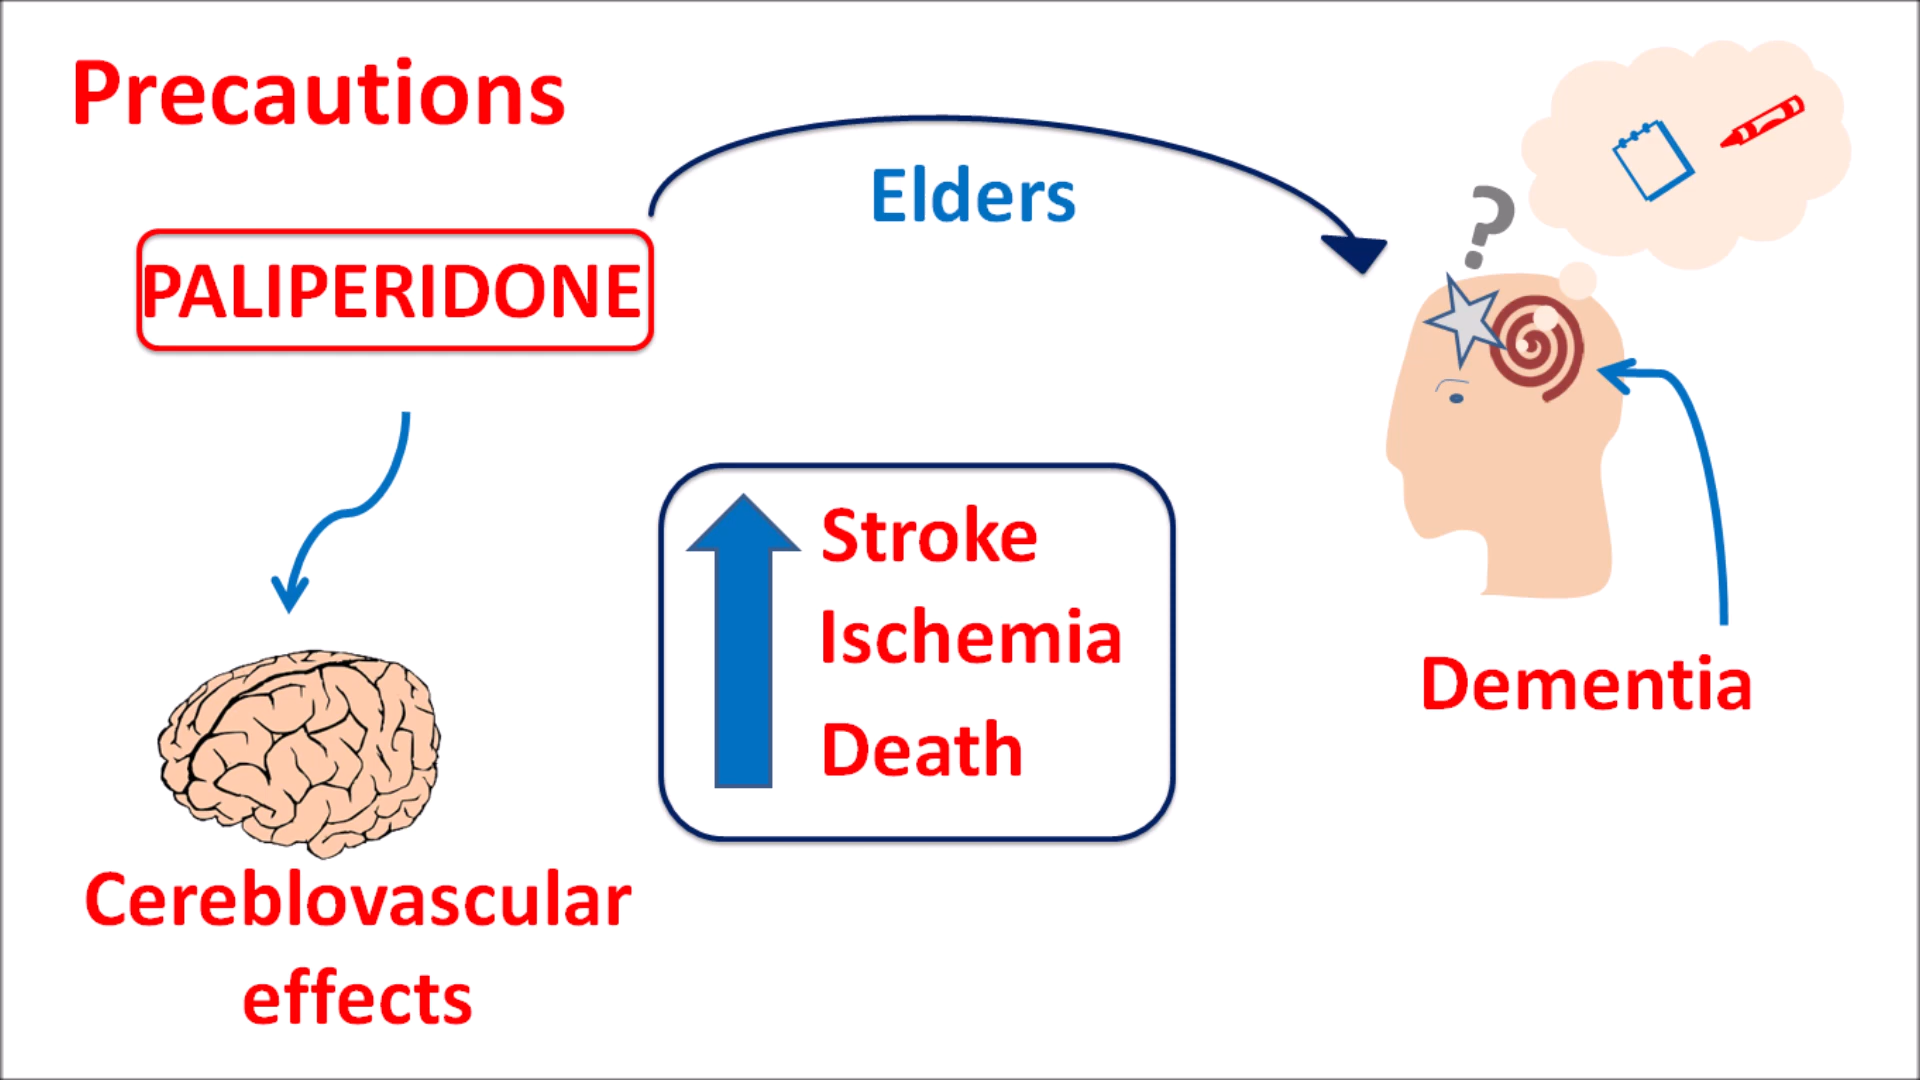 Precautions
Elders
?
PALIPERIDONE
Stroke
Ischemia
Death
Dementia
Cereblovascular
effects